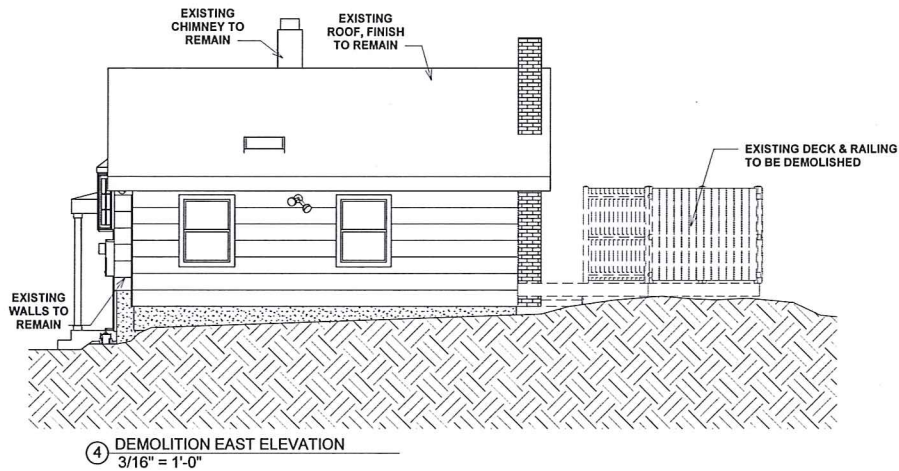 EXISTING
CHIMNEY TO
REMAIN
EXISTING
ROOF, FINISH
TO REMAIN
EXISTING DECK & RAILING
TO BE DEMOLISHED
EXISTING
WALLS TO
REMAIN
4
DEMOLITION EAST ELEVATION
3/16" = 1'-0"